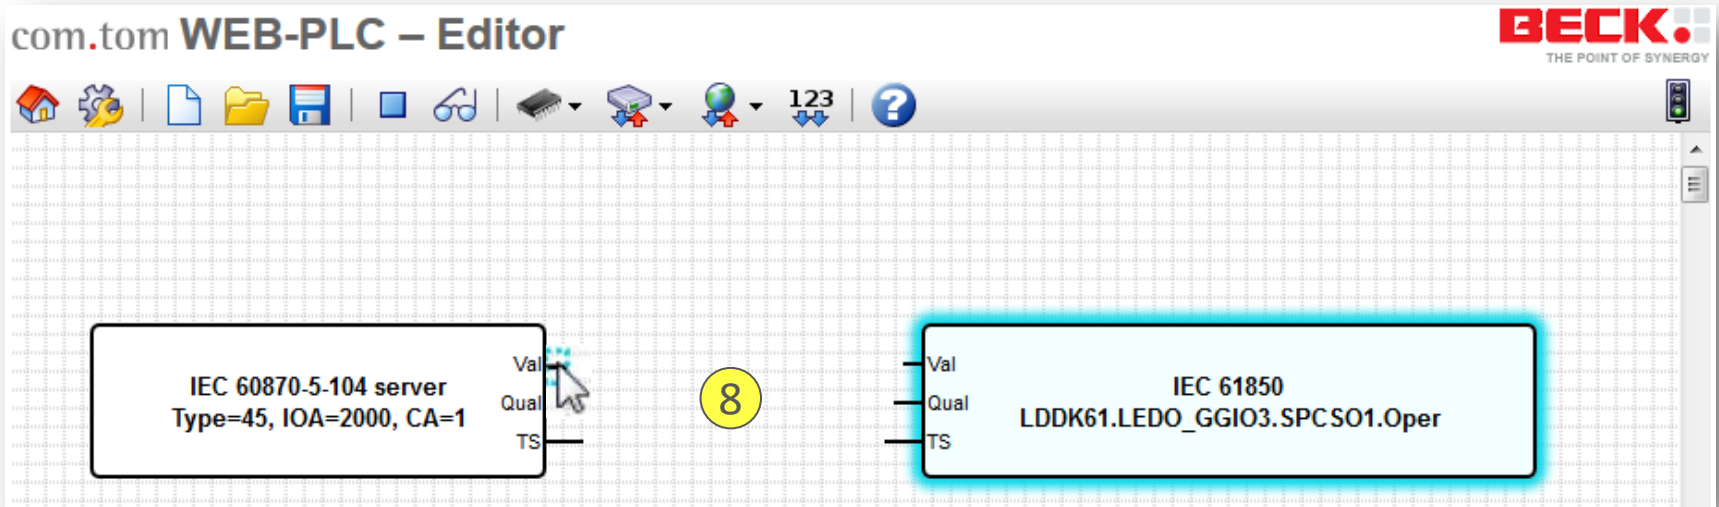 com.tom WEB-PLC – Editor
BECK
THE POINT OF SYNERGY
123
?
IEC 60870-5-104 server
Type=45, IOA=2000, CA=1
Val
Qual
TS
8
Val
Qual
TS
IEC 61850
LDDK61.LEDO_GGIO3.SPCSO1.Oper